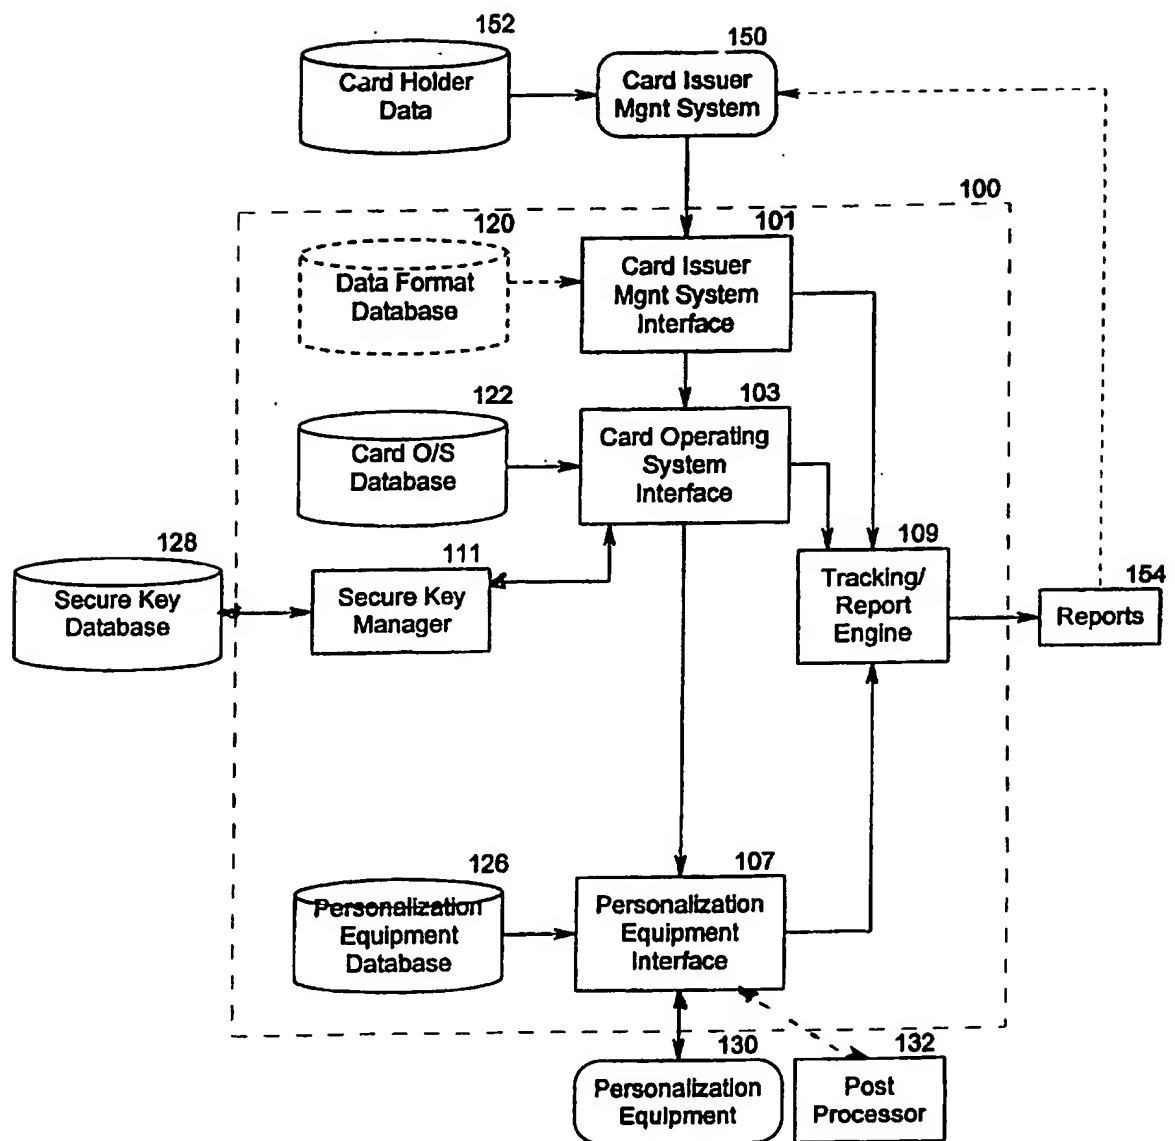 152
Card Holder
Data
150
Card Issuer
Mgnt System
100
120
Data Format
Database
101
Card Issuer
Mgnt System
Interface
122
Card O/S
Database
103
Card Operating
System
Interface
128
Secure Key
Database
111
Secure Key
Manager
109
Tracking/
Report
Engine
154
Reports
126
Personalization
Equipment
Database
107
Personalization
Equipment
Interface
130
Personalization
Equipment
132
Post
Processor